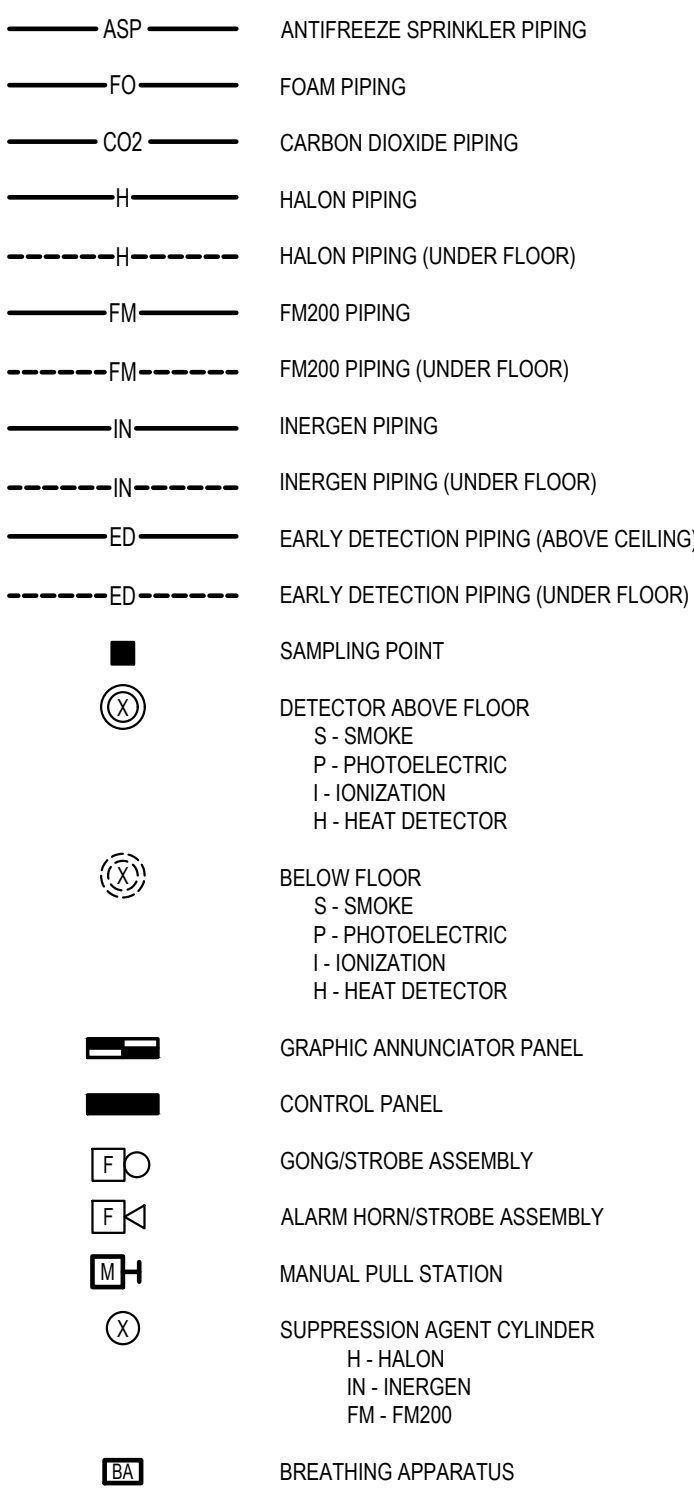 ASP ANTIFREEZE SPRINKLER PIPING
FO FOAM PIPING
CO2 CARBON DIOXIDE PIPING
H HALON PIPING
H HALON PIPING (UNDER FLOOR)
FM FM200 PIPING
FM FM200 PIPING (UNDER FLOOR)
IN INERGEN PIPING
IN INERGEN PIPING (UNDER FLOOR)
ED EARLY DETECTION PIPING (ABOVE CEILING)
ED EARLY DETECTION PIPING (UNDER FLOOR)
SAMPLING POINT
X DETECTOR ABOVE FLOOR
S - SMOKE
P - PHOTOELECTRIC
I - IONIZATION
H - HEAT DETECTOR
X BELOW FLOOR
S - SMOKE
P - PHOTOELECTRIC
I - IONIZATION
H - HEAT DETECTOR
GRAPHIC ANNUNCIATOR PANEL
CONTROL PANEL
F GONG/STROBE ASSEMBLY
F ALARM HORN/STROBE ASSEMBLY
M MANUAL PULL STATION
X SUPPRESSION AGENT CYLINDER
H - HALON
IN - INERGEN
FM - FM200
BA BREATHING APPARATUS